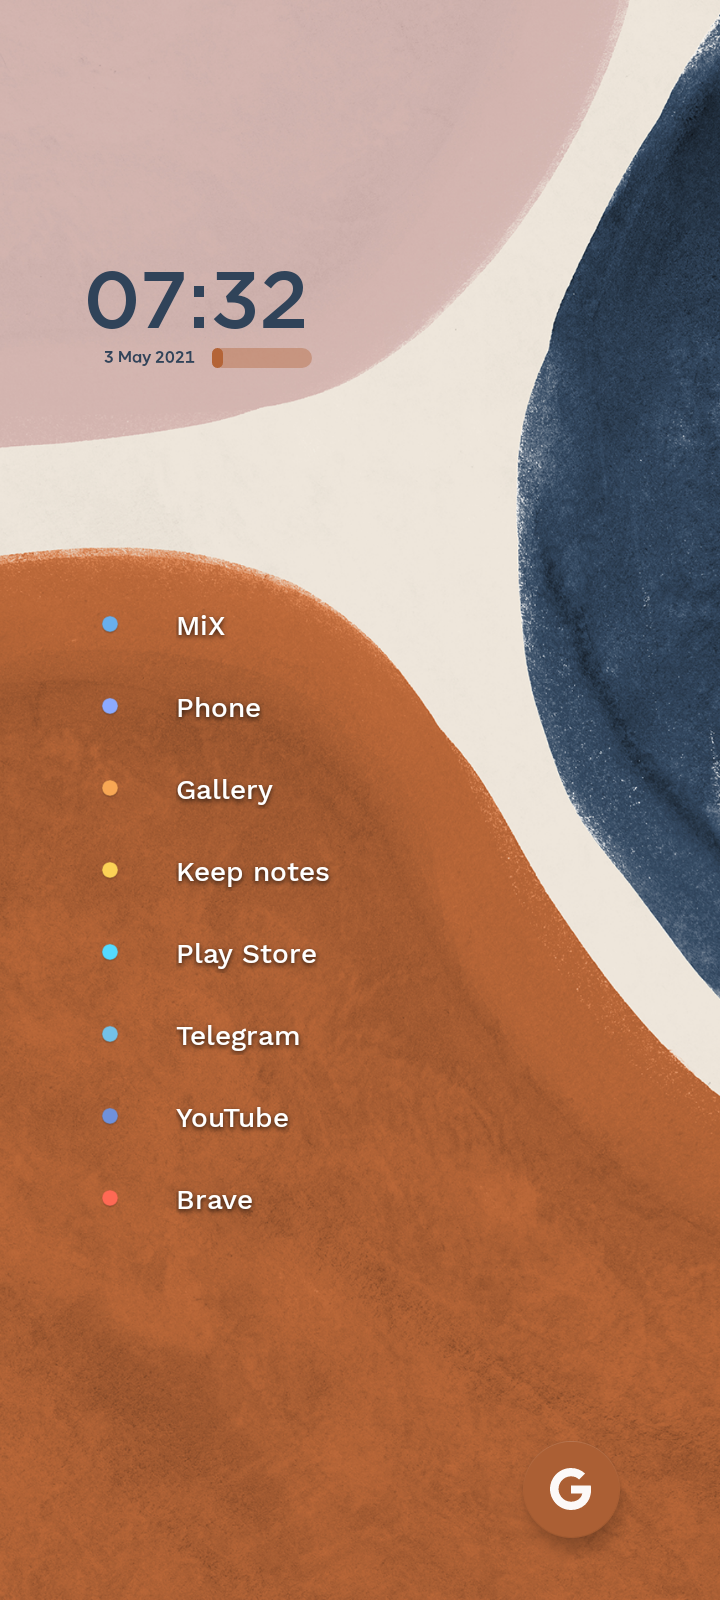 07:32
3 May 2021
MiX
Phone
Gallery
Keep notes
Play Store
Telegram
YouTube
Brave
G